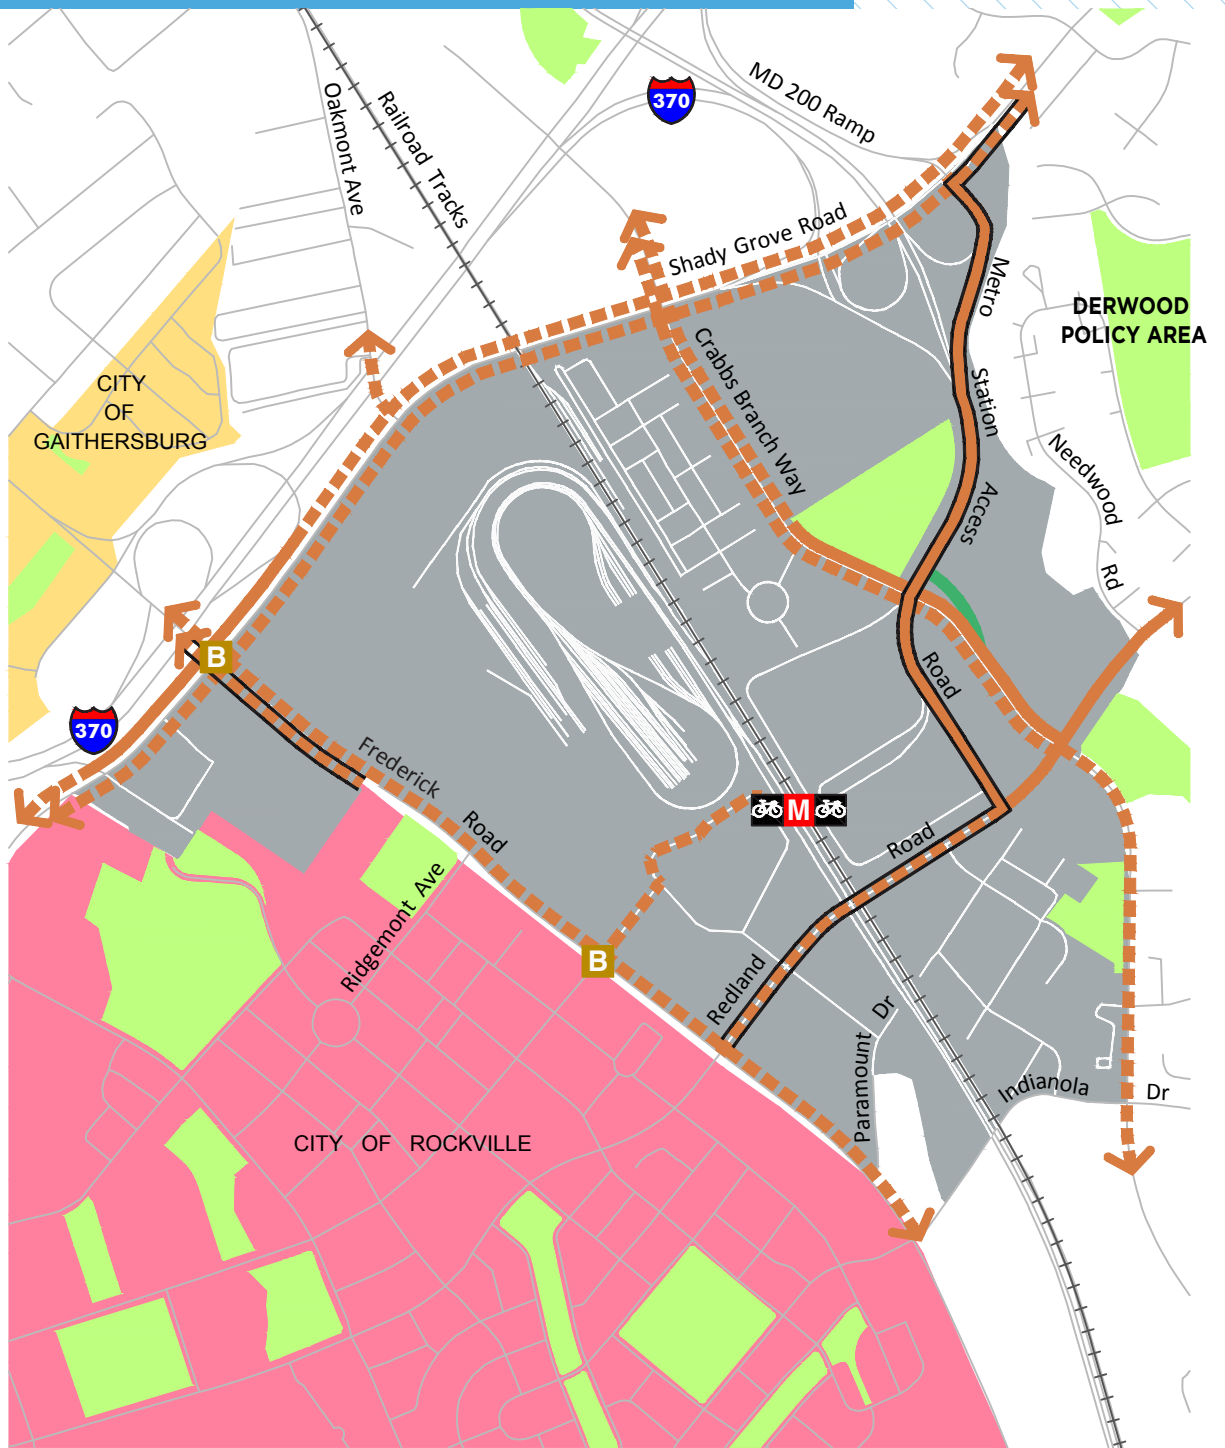 370
MD 200 Ramp
Oakmont Ave
Railroad Tracks
Shady Grove Road
Metro
Station
Access
Road
DERWOOD
POLICY AREA
Crabbs Branch Way
CITY
OF
GAITHERSBURG
Needwood
Rd
B
370
Frederick
Road
M
Road
Redland
Ridgemont Ave
B
Paramount
Dr
Indianola
Dr
CITY OF ROCKVILLE